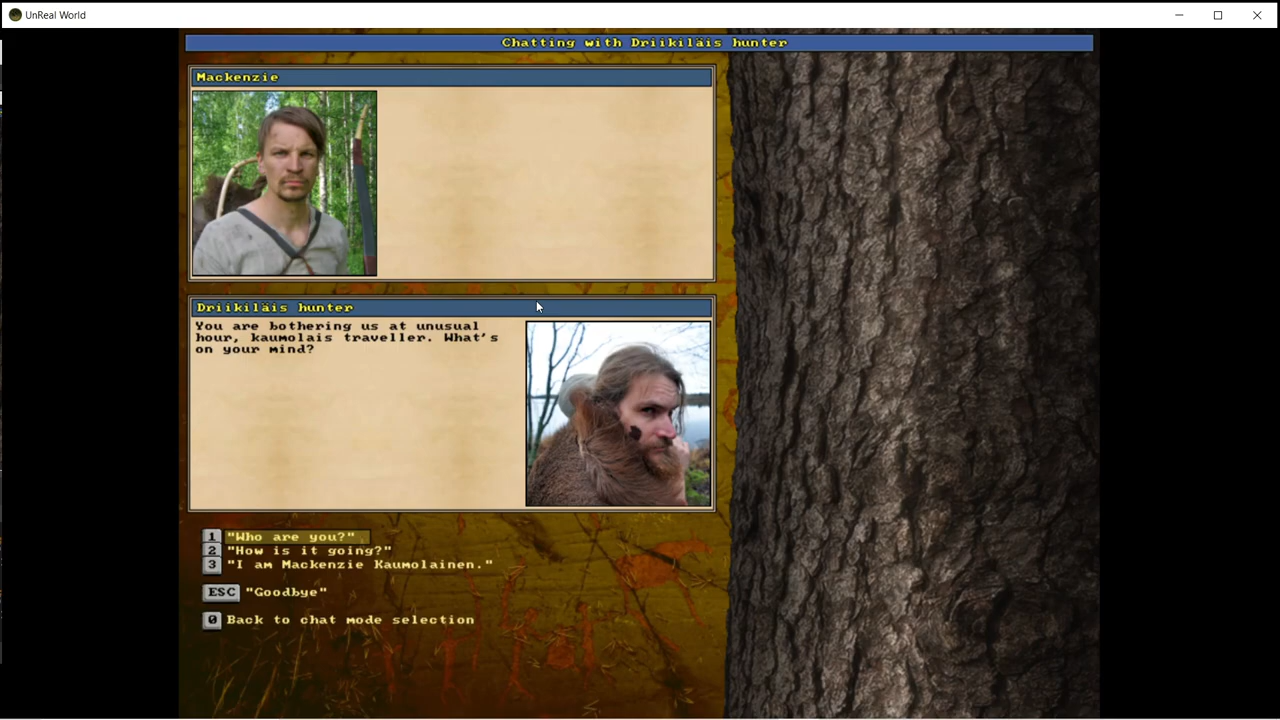 UnReal World
Chatting with Driikiläis hunter
Mackenzie
Driikiläis hunter
You are bothering us at unusual
hour, kaumolais traveller. What's
on your mind?
1 "Who are you?"
2 "How is it going?"
3 "I am Mackenzie Kaumolainen."
ESC "Goodbye"
0 Back to chat mode selection